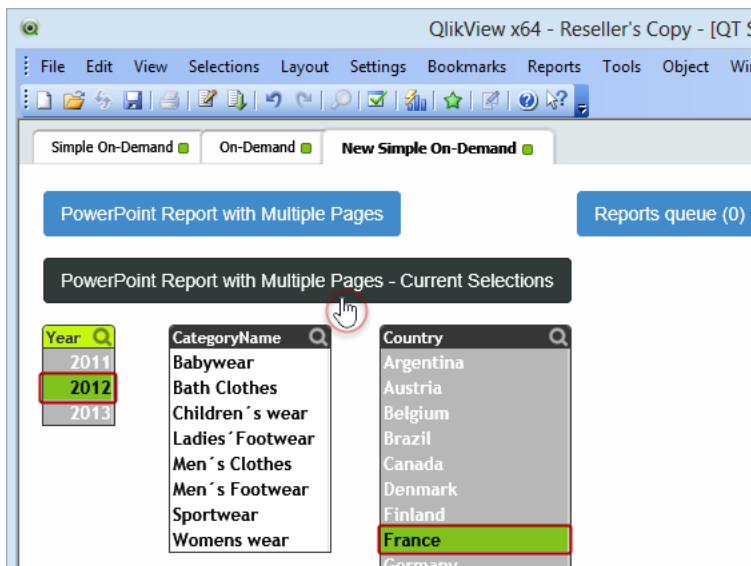 QlikView x64 - Reseller's Copy - [QT S
File Edit View Selections Layout Settings Bookmarks Reports Tools Object Win
Simple On-Demand On-Demand New Simple On-Demand
PowerPoint Report with Multiple Pages Reports queue (0)
PowerPoint Report with Multiple Pages - Current Selections
Year
2011
2012
2013
CategoryName
Babywear
Bath Clothes
Children´s wear
Ladies´Footwear
Men´s Clothes
Men´s Footwear
Sportwear
Womens wear
Country
Argentina
Austria
Belgium
Brazil
Canada
Denmark
Finland
France
Germany